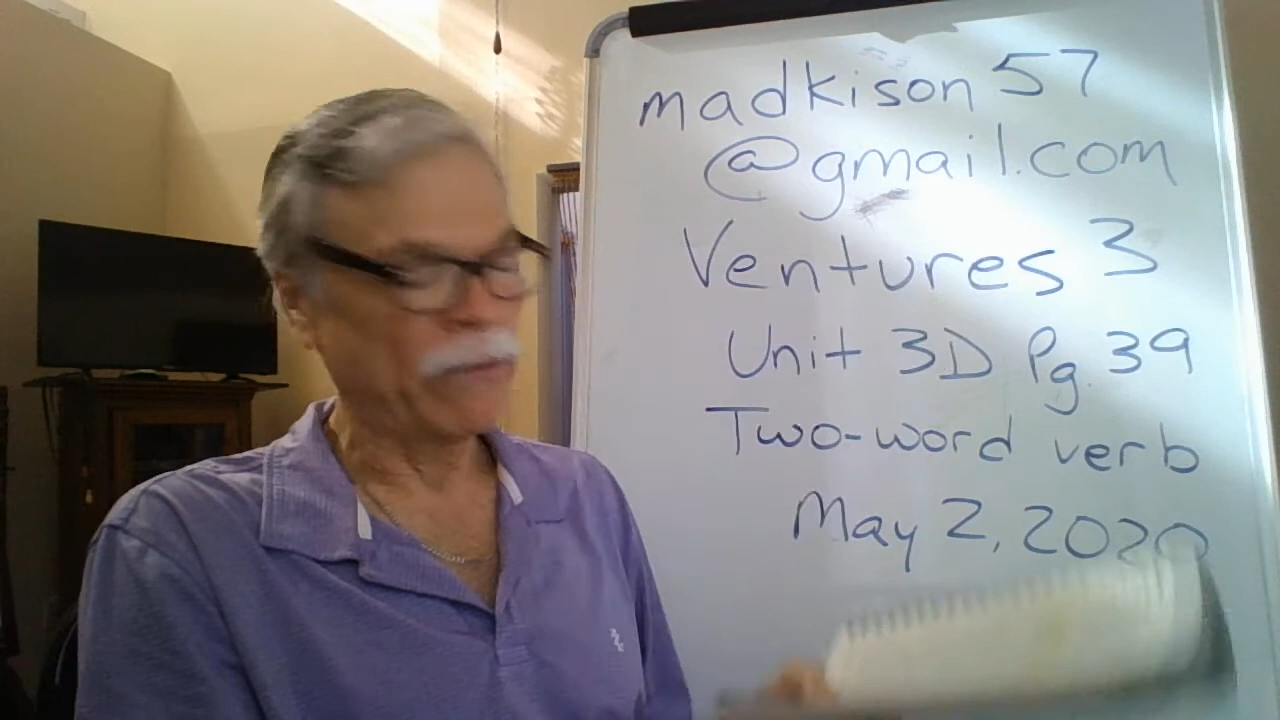 madkison57
@gmail.com
Ventures 3
Unit 3D Pg. 39
Two-word verb
May 2, 2020